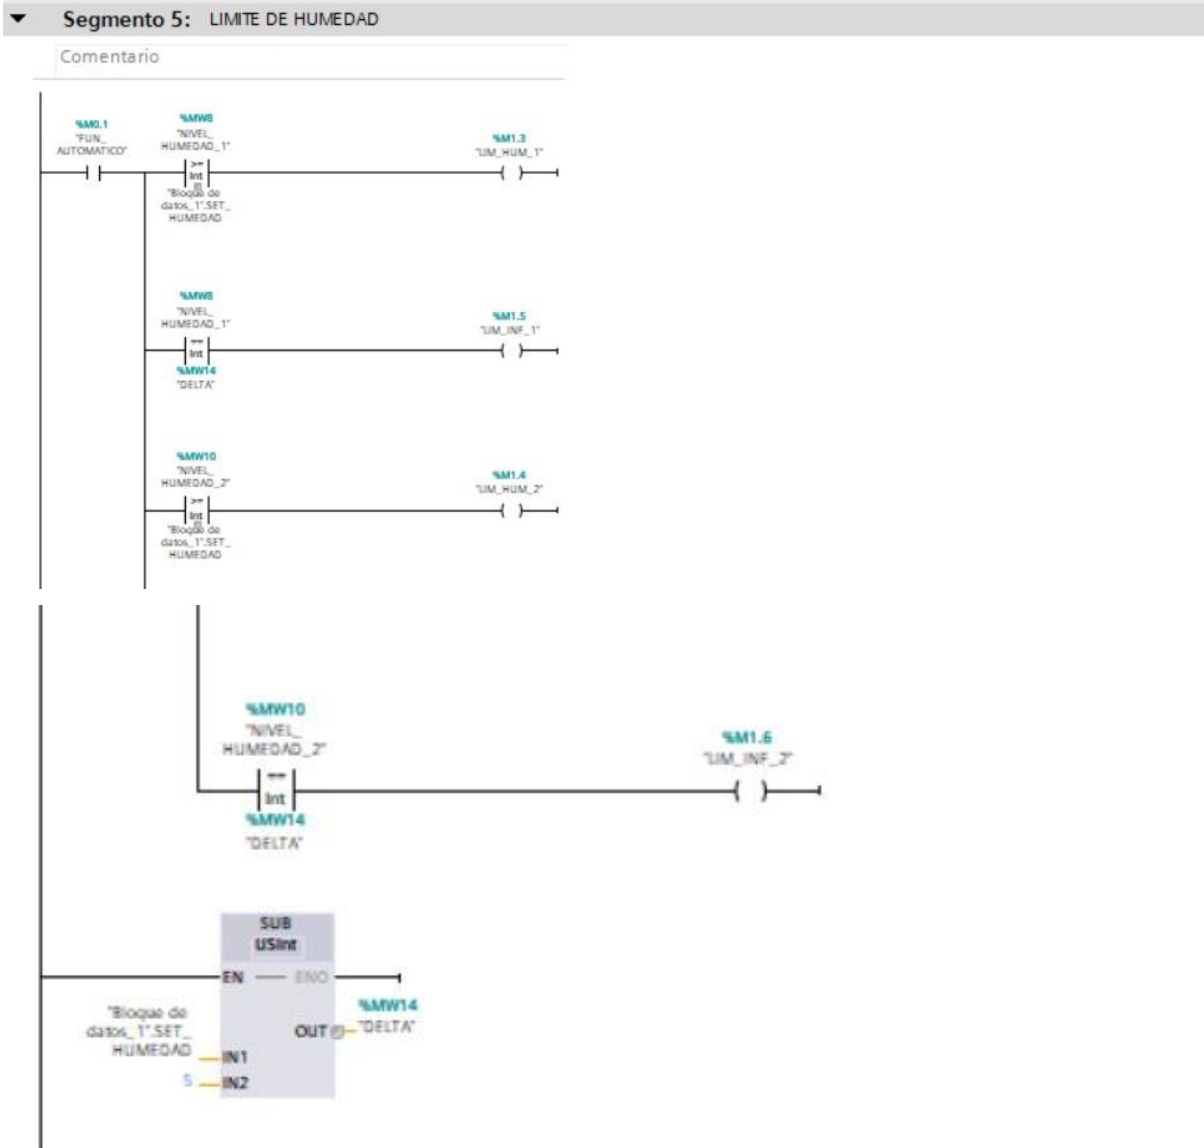 Segmento 5: LIMITE DE HUMEDAD
Comentario
%M0.1
"FUN_
AUTOMATICO"
%MW8
"NIVEL_
HUMEDAD_1"
>=
Int
"Bloque de
datos_1".SET_
HUMEDAD
%M1.3
"LIM_HUM_1"
%MW8
"NIVEL_
HUMEDAD_1"
==
Int
%MW14
"DELTA"
%M1.5
"LIM_INF_1"
%MW10
"NIVEL_
HUMEDAD_2"
>=
Int
"Bloque de
datos_1".SET_
HUMEDAD
%M1.4
"LIM_HUM_2"
%MW10
"NIVEL_
HUMEDAD_2"
==
Int
%MW14
"DELTA"
%M1.6
"LIM_INF_2"
SUB
USInt
EN
ENO
"Bloque de
datos_1".SET_
HUMEDAD
IN1
5
IN2
OUT
%MW14
"DELTA"